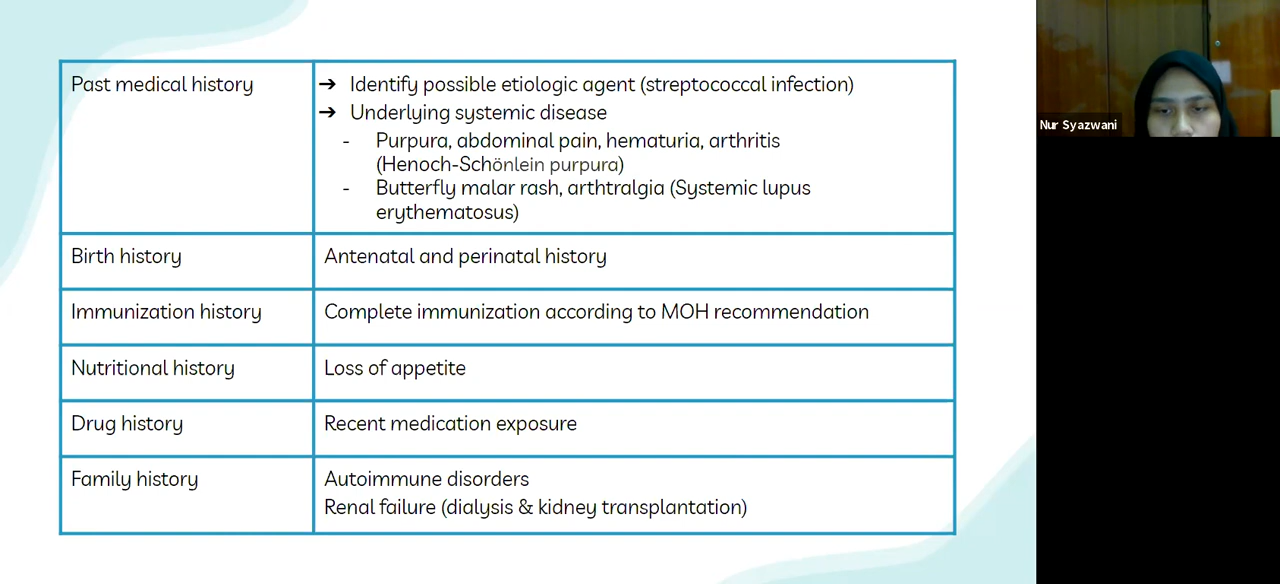 Past medical history
➔ Identify possible etiologic agent (streptococcal infection)
➔ Underlying systemic disease
- Purpura, abdominal pain, hematuria, arthritis
(Henoch-Schönlein purpura)
- Butterfly malar rash, arthtralgia (Systemic lupus
erythematosus)
Birth history
Antenatal and perinatal history
Immunization history
Complete immunization according to MOH recommendation
Nutritional history
Loss of appetite
Drug history
Recent medication exposure
Family history
Autoimmune disorders
Renal failure (dialysis & kidney transplantation)
Nur Syazwani